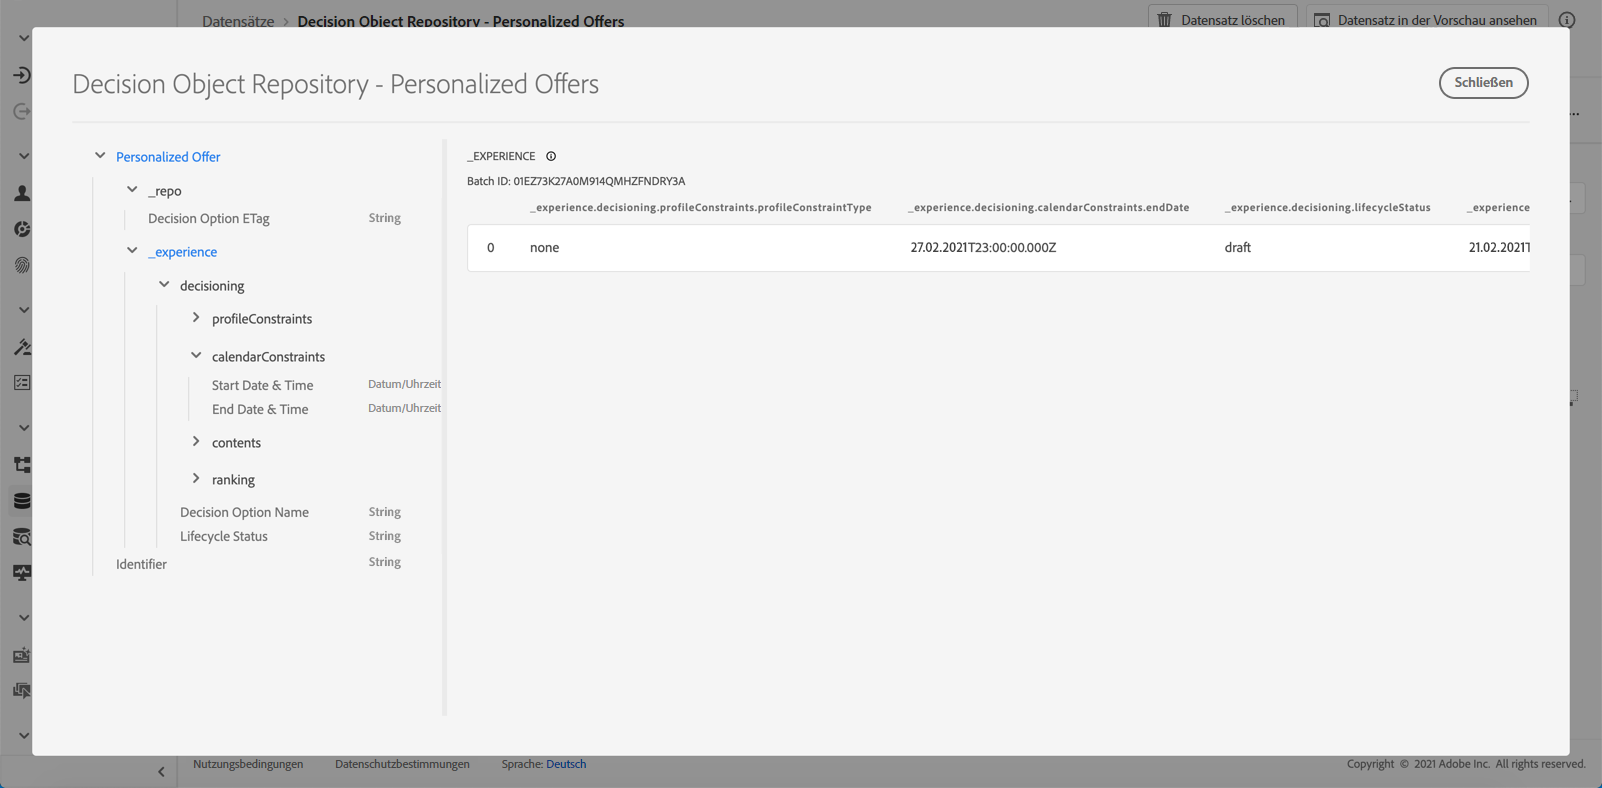 Datensätze > Decision Object Repository - Personalized Offers
Datensatz löschen
Datensatz in der Vorschau ansehen
Decision Object Repository - Personalized Offers
Schließen
Personalized Offer
_repo
Decision Option ETag String
_experience
decisioning
profileConstraints
calendarConstraints
Start Date & Time Datum/Uhrzeit
End Date & Time Datum/Uhrzeit
contents
ranking
Decision Option Name String
Lifecycle Status String
Identifier String
_EXPERIENCE
Batch ID: 01EZ73K27A0M914QMHZFNDRY3A
_experience.decisioning.profileConstraints.profileConstraintType _experience.decisioning.calendarConstraints.endDate _experience.decisioning.lifecycleStatus _experience
0 none 27.02.2021T23:00:00.000Z draft 21.02.2021T
Nutzungsbedingungen Datenschutzbestimmungen Sprache: Deutsch
Copyright © 2021 Adobe Inc. All rights reserved.